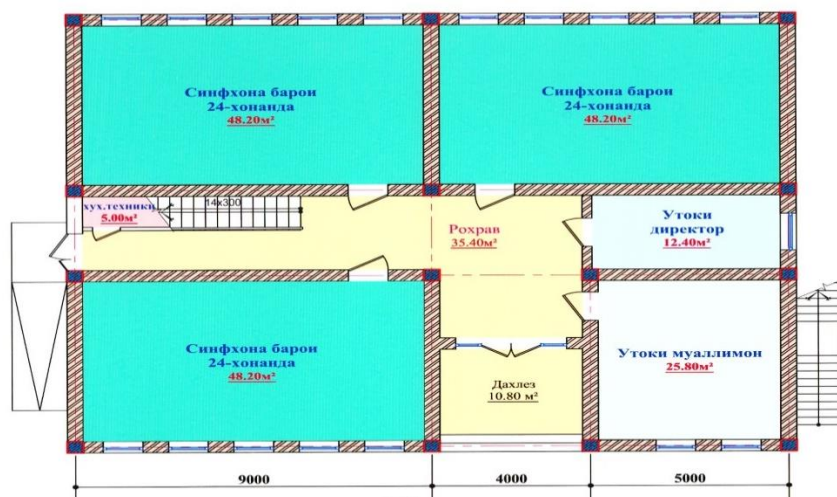 Синфхона барои
24-хонанда
48.20м²
Синфхона барои
24-хонанда
48.20м²
хух.техники
5.00м²
14х300
Рохрав
35.40м²
Утоки
директор
12.40м²
Синфхона барои
24-хонанда
48.20м²
Дахлез
10.80 м²
Утоки муаллимон
25.80м²
9000
4000
5000